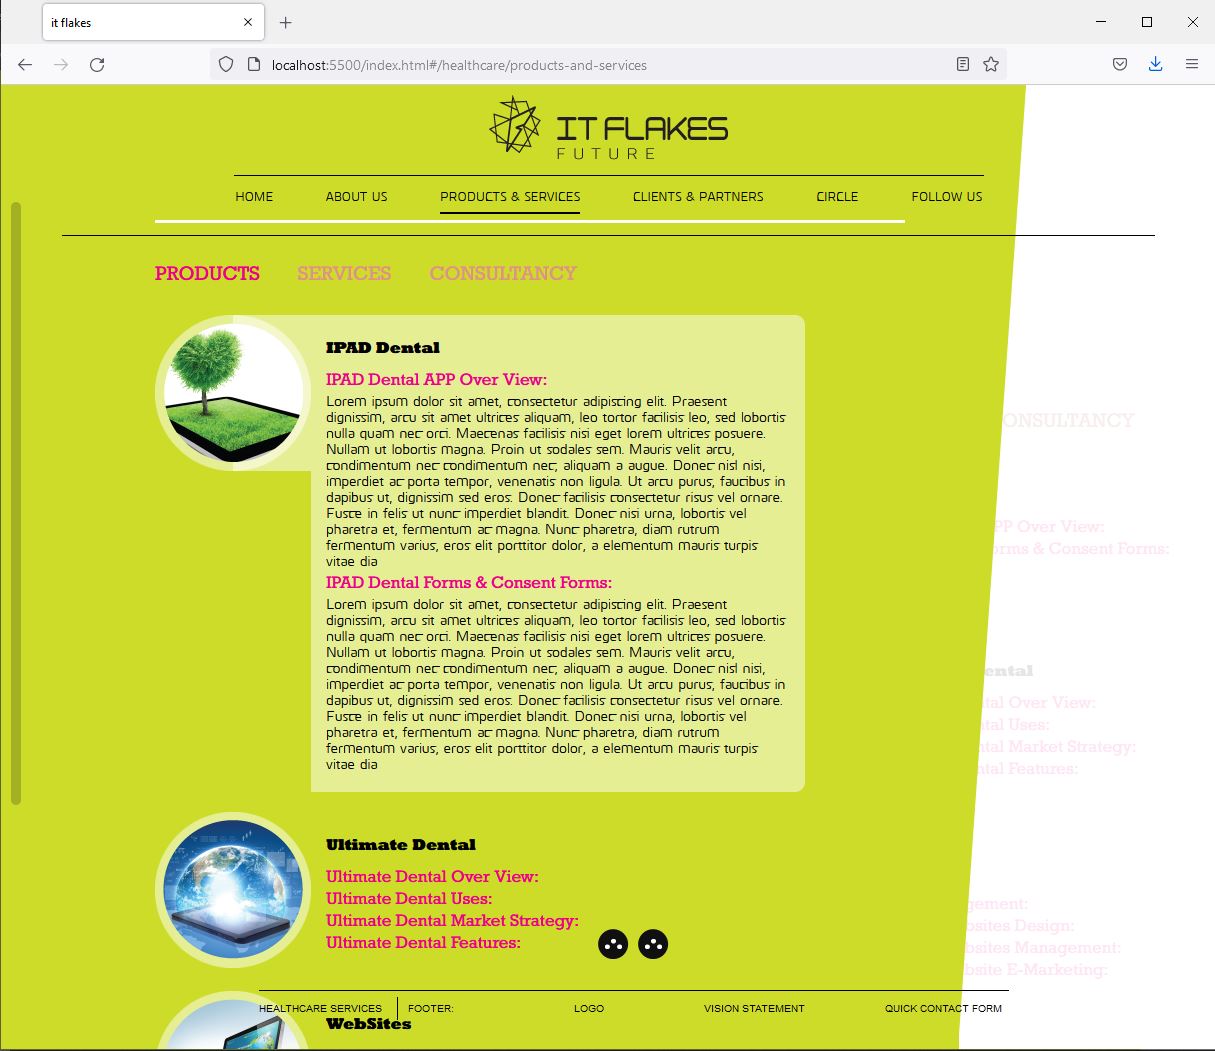 it flakes
localhost:5500/index.html#/healthcare/products-and-services
IT FLAKES
FUTURE
HOME ABOUT US PRODUCTS & SERVICES CLIENTS & PARTNERS CIRCLE FOLLOW US
PRODUCTS SERVICES CONSULTANCY
IPAD Dental
IPAD Dental APP Over View:
Lorem ipsum dolor sit amet, consectetur adipiscing elit. Praesent
dignissim, arcu sit amet ultrices aliquam, leo tortor facilisis leo, sed lobortis
nulla quam nec orci. Maecenas facilisis nisi eget lorem ultrices posuere.
Nullam ut lobortis magna. Proin ut sodales sem. Mauris velit arcu,
condimentum nec condimentum nec, aliquam a augue. Donec nisl nisi,
imperdiet ac porta tempor, venenatis non ligula. Ut arcu purus, faucibus in
dapibus ut, dignissim sed eros. Donec facilisis consectetur risus vel ornare.
Fusce in felis ut nunc imperdiet blandit. Donec nisi urna, lobortis vel
pharetra et, fermentum ac magna. Nunc pharetra, diam rutrum
fermentum varius, eros elit porttitor dolor, a elementum mauris turpis
vitae dia
IPAD Dental Forms & Consent Forms:
Lorem ipsum dolor sit amet, consectetur adipiscing elit. Praesent
dignissim, arcu sit amet ultrices aliquam, leo tortor facilisis leo, sed lobortis
nulla quam nec orci. Maecenas facilisis nisi eget lorem ultrices posuere.
Nullam ut lobortis magna. Proin ut sodales sem. Mauris velit arcu,
condimentum nec condimentum nec, aliquam a augue. Donec nisl nisi,
imperdiet ac porta tempor, venenatis non ligula. Ut arcu purus, faucibus in
dapibus ut, dignissim sed eros. Donec facilisis consectetur risus vel ornare.
Fusce in felis ut nunc imperdiet blandit. Donec nisi urna, lobortis vel
pharetra et, fermentum ac magna. Nunc pharetra, diam rutrum
fermentum varius, eros elit porttitor dolor, a elementum mauris turpis
vitae dia
Ultimate Dental
Ultimate Dental Over View:
Ultimate Dental Uses:
Ultimate Dental Market Strategy:
Ultimate Dental Features:
HEALTHCARE SERVICES FOOTER: LOGO VISION STATEMENT QUICK CONTACT FORM
WebSites
ONSULTANCY
PP Over View:
orms & Consent Forms:
ental
tal Over View:
tal Uses:
ntal Market Strategy:
tal Features:
gement:
bsites Design:
bsites Management:
bsite E-Marketing: